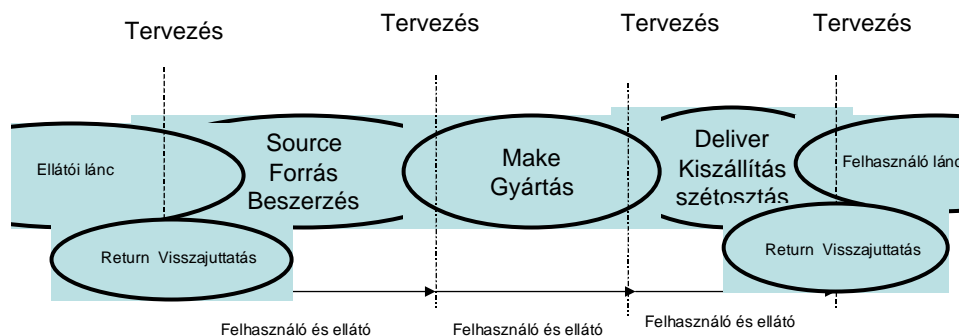 Tervezés
Tervezés
Tervezés
Tervezés
Ellátói lánc
Source
Forrás
Beszerzés
Make
Gyártás
Deliver
Kiszállítás
szétosztás
Felhasználó lánc
Return Visszajuttatás
Return Visszajuttatás
Felhasználó és ellátó
Felhasználó és ellátó
Felhasználó és ellátó